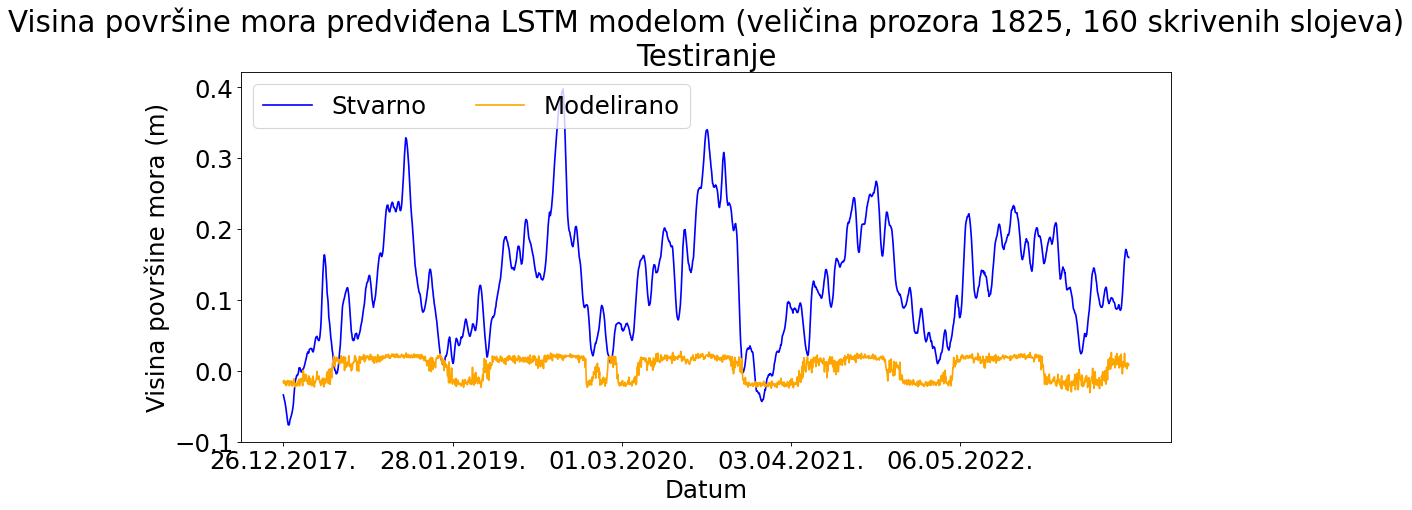 Visina površine mora predviđena LSTM modelom (veličina prozora 1825, 160 skrivenih slojeva)
Testiranje
Stvarno
Modelirano
Visina površine mora (m)
0.4
0.3
0.2
0.1
0.0
−0.1
26.12.2017.
28.01.2019.
01.03.2020.
03.04.2021.
06.05.2022.
Datum